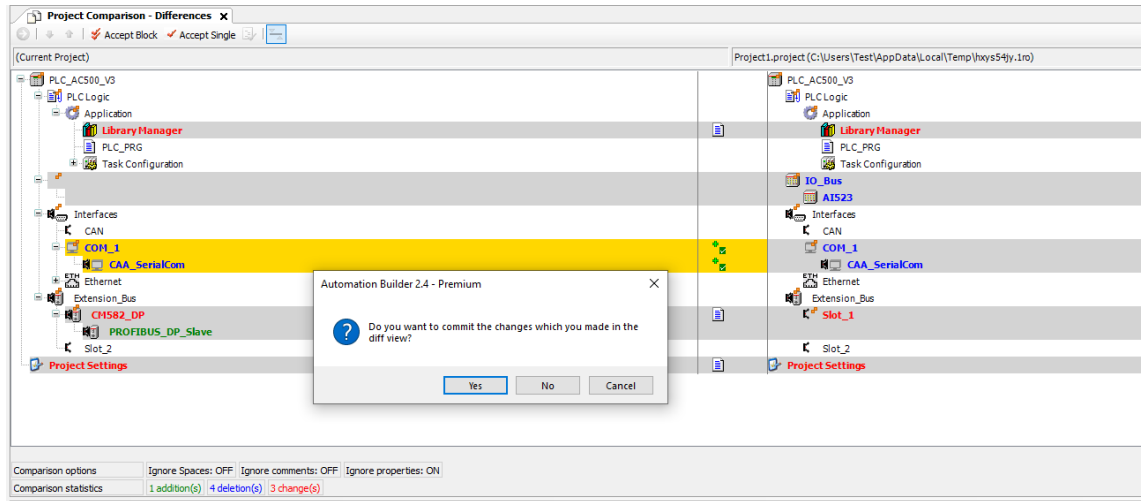 Project Comparison - Differences x
Accept Block Accept Single
(Current Project) Project1.project (C:\Users\Test\AppData\Local\Temp\hxys54jy.1ro)
PLC_AC500_V3 PLC_AC500_V3
PLC Logic PLC Logic
Application Application
Library Manager Library Manager
PLC_PRG PLC_PRG
Task Configuration Task Configuration
IO_Bus
AI523
Interfaces Interfaces
CAN CAN
COM_1 COM_1
CAA_SerialCom CAA_SerialCom
ETH Ethernet ETH Ethernet
Extension_Bus Extension_Bus
CM582_DP Slot_1
PROFIBUS_DP_Slave
Slot_2 Slot_2
Project Settings Project Settings
Automation Builder 2.4 - Premium
Do you want to commit the changes which you made in the
diff view?
Yes No Cancel
Comparison options Ignore Spaces: OFF Ignore comments: OFF Ignore properties: ON
Comparison statistics 1 addition(s) 4 deletion(s) 3 change(s)